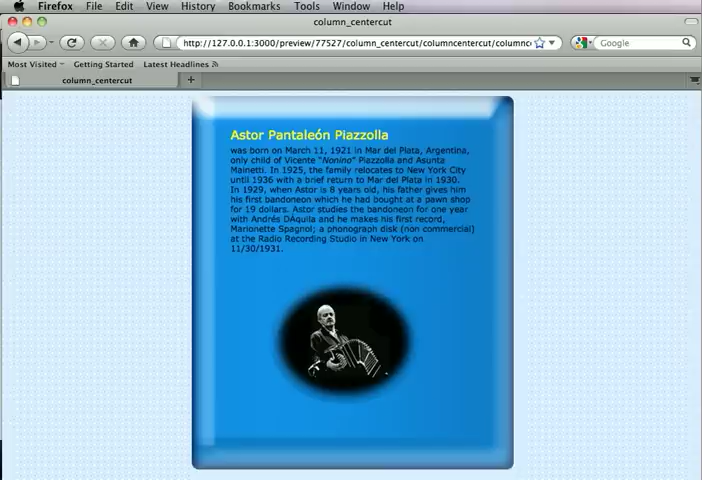 Firefox File Edit View History Bookmarks Tools Window Help
column_centercut
http://127.0.0.1:3000/preview/77527/column_centercut/columncentercut/columnc
Google
Most Visited Getting Started Latest Headlines
column_centercut
Astor Pantaleón Piazzolla
was born on March 11, 1921 in Mar del Plata, Argentina,
only child of Vicente "Nonino" Piazzolla and Asunta
Mainetti. In 1925, the family relocates to New York City
until 1936 with a brief return to Mar del Plata in 1930.
In 1929, when Astor is 8 years old, his father gives him
his first bandoneon which he had bought at a pawn shop
for 19 dollars. Astor studies the bandoneon for one year
with Andrés DÁquila and he makes his first record,
Marionette Spagnol; a phonograph disk (non commercial)
at the Radio Recording Studio in New York on
11/30/1931.